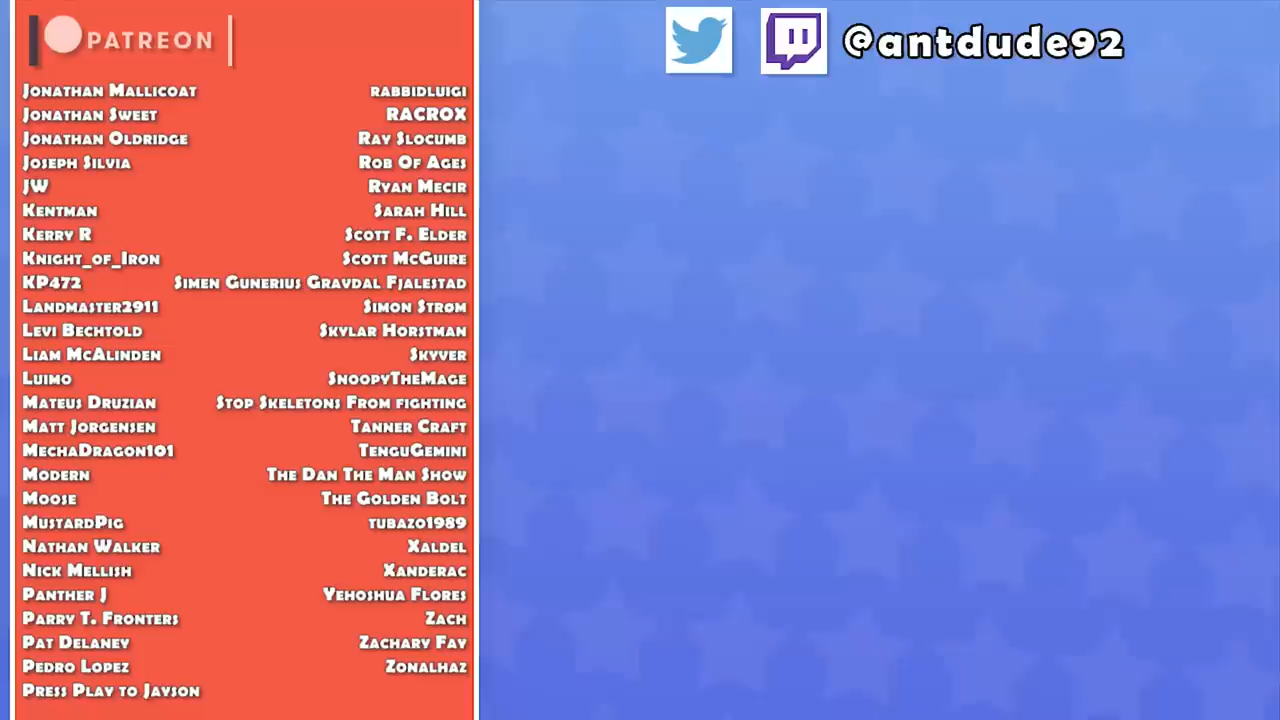 PATREON
@antdude92
Jonathan Mallicoat
Jonathan Sweet
Jonathan Oldridge
Joseph Silvia
JW
Kentman
Kerry R
Knight_of_Iron
KP472
Landmaster2911
Levi Bechtold
Liam McAlinden
Luimo
Mateus Druzian
Matt Jorgensen
MechaDragon101
Modern
Moose
MustardPig
Nathan Walker
Nick Mellish
Panther J
Parry T. Fronters
Pat Delaney
Pedro Lopez
Press Play to Jayson
rabbidluigi
RACROX
Ray Slocumb
Rob Of Ages
Ryan Mecir
Sarah Hill
Scott F. Elder
Scott McGuire
Simen Gunerius Gravdal Fjalestad
Simon Strøm
Skylar Horstman
Skyver
SnoopyTheMage
Stop Skeletons From fighting
Tanner Craft
TenguGemini
The Dan The Man Show
The Golden Bolt
tubazo1989
Xaldel
Xanderac
Yehoshua Flores
Zach
Zachary Fay
Zonalhaz